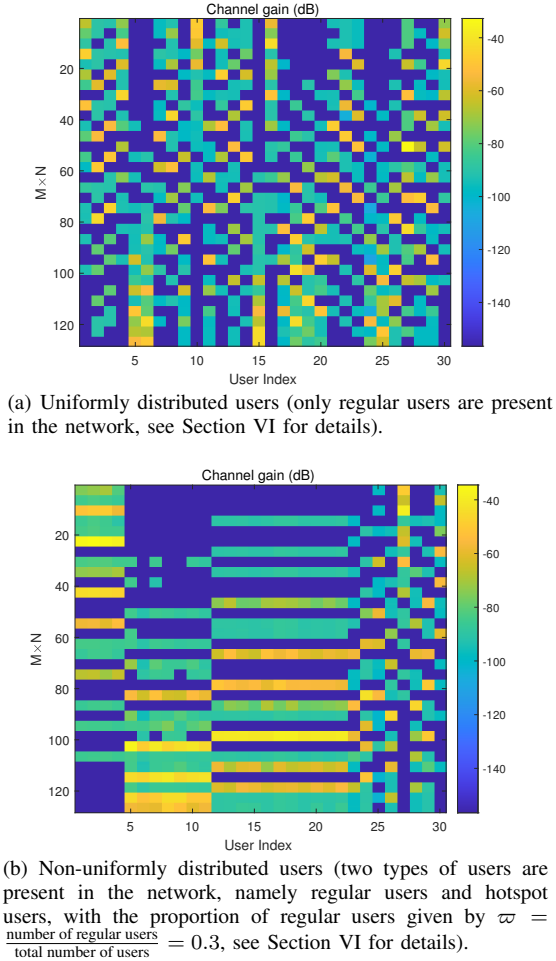 Channel gain (dB)
20
40
60
80
100
120
M×N
5
10
15
20
25
30
User Index
-40
-60
-80
-100
-120
-140
(a) Uniformly distributed users (only regular users are present
in the network, see Section VI for details).
Channel gain (dB)
20
40
60
80
100
120
M×N
5
10
15
20
25
30
User Index
-40
-60
-80
-100
-120
-140
(b) Non-uniformly distributed users (two types of users are
present in the network, namely regular users and hotspot
users, with the proportion of regular users given by ϖ =
number of regular users
total number of users
= 0.3, see Section VI for details).